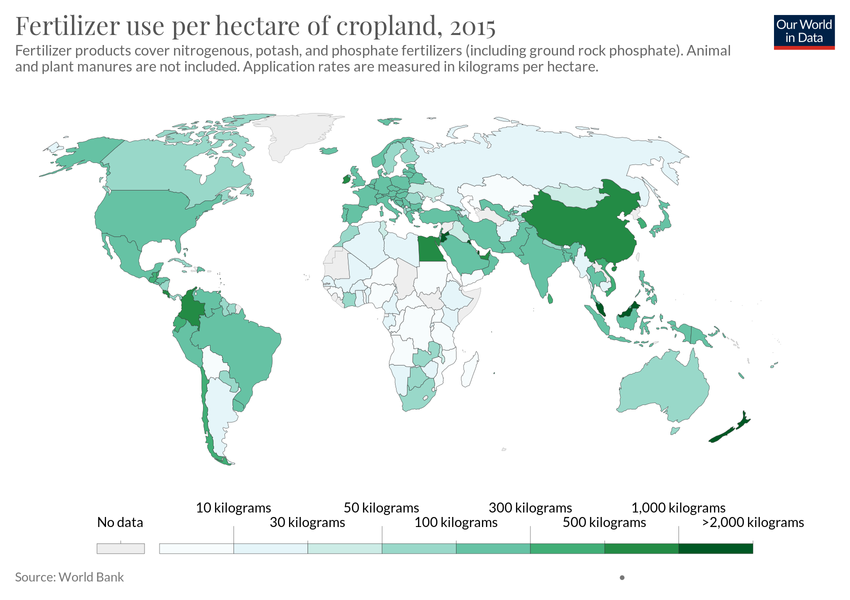 Fertilizer use per hectare of cropland, 2015
Our World
in Data
Fertilizer products cover nitrogenous, potash, and phosphate fertilizers (including ground rock phosphate). Animal
and plant manures are not included. Application rates are measured in kilograms per hectare.
10 kilograms 50 kilograms 300 kilograms 1,000 kilograms
No data 30 kilograms 100 kilograms 500 kilograms >2,000 kilograms
Source: World Bank